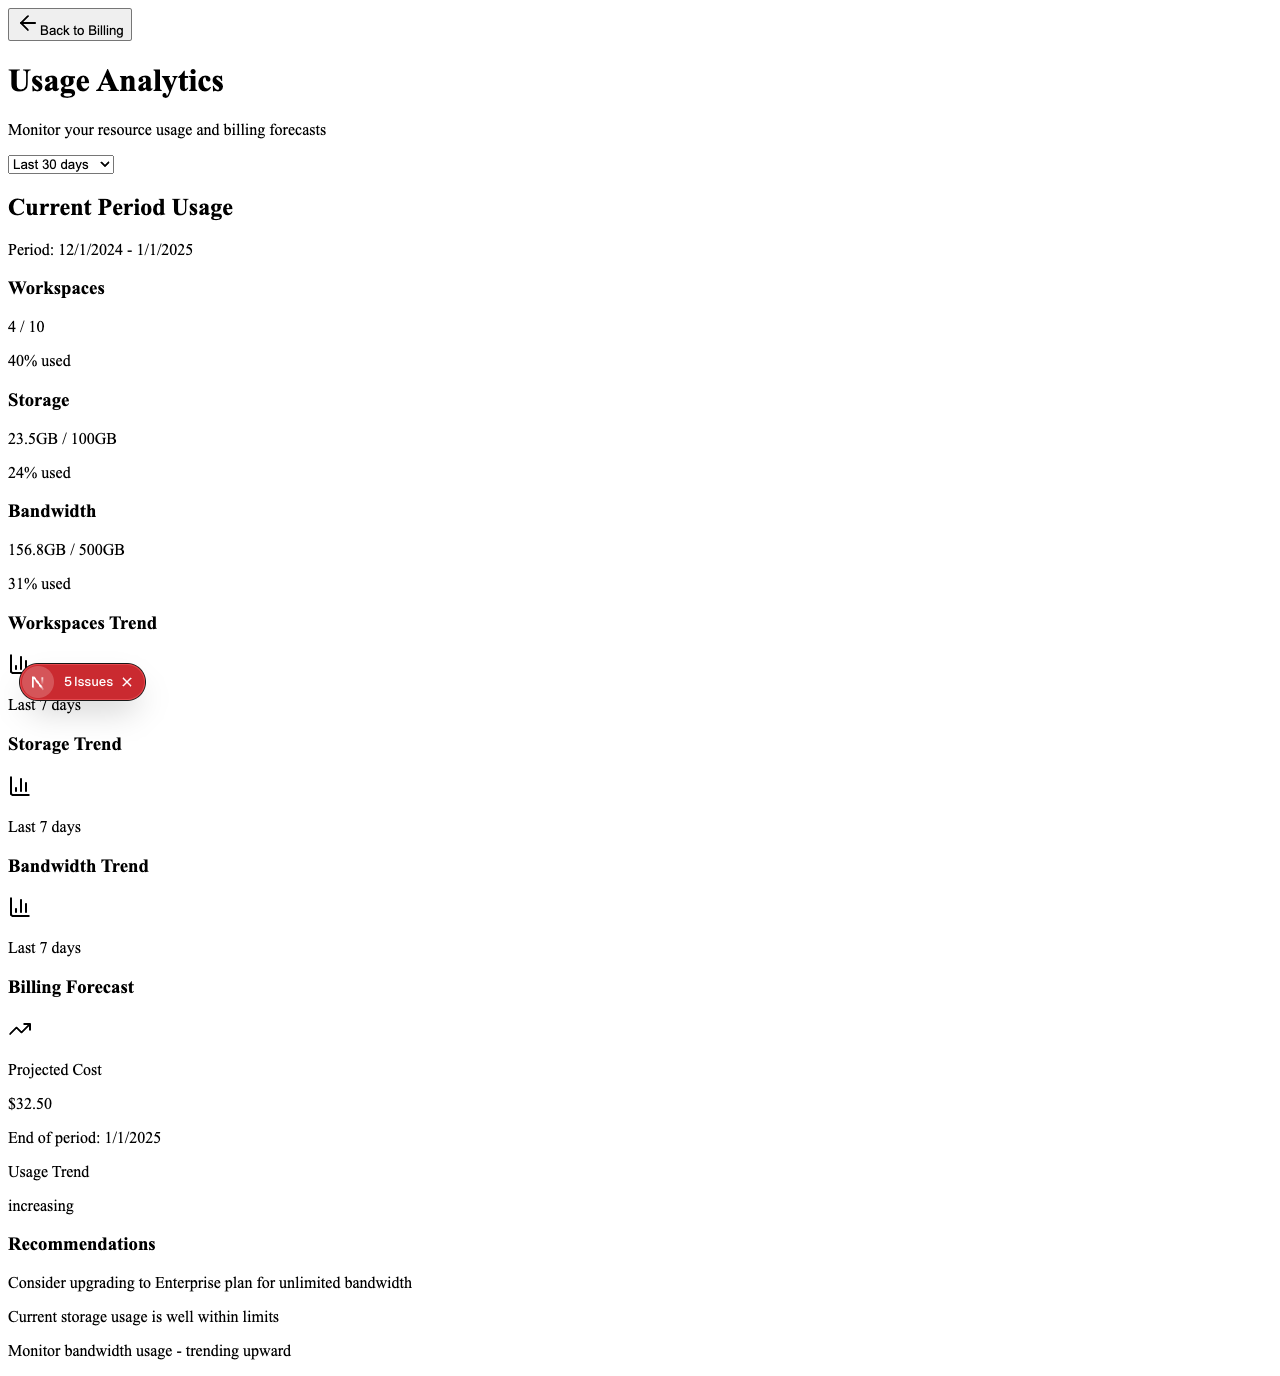 Back to Billing
Usage Analytics
Monitor your resource usage and billing forecasts
Last 30 days
Current Period Usage
Period: 12/1/2024 - 1/1/2025
Workspaces
4 / 10
40% used
Storage
23.5GB / 100GB
24% used
Bandwidth
156.8GB / 500GB
31% used
Workspaces Trend
N 5 Issues
Last 7 days
Storage Trend
Last 7 days
Bandwidth Trend
Last 7 days
Billing Forecast
Projected Cost
$32.50
End of period: 1/1/2025
Usage Trend
increasing
Recommendations
Consider upgrading to Enterprise plan for unlimited bandwidth
Current storage usage is well within limits
Monitor bandwidth usage - trending upward